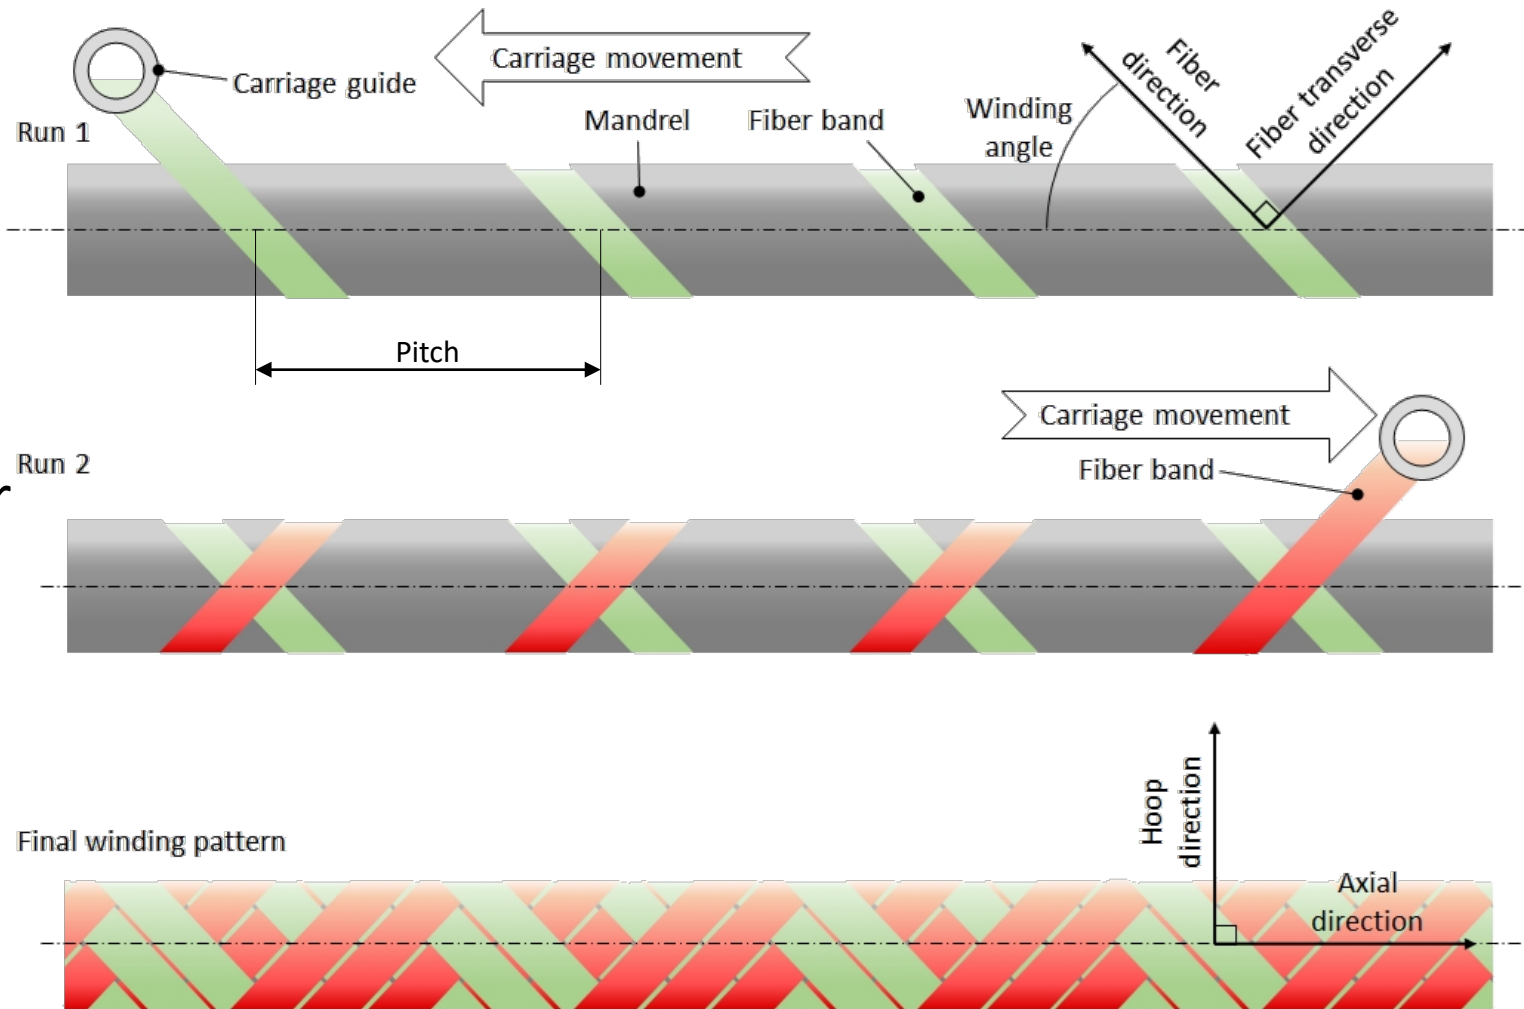 Carriage guide
Carriage movement
Run 1
Mandrel
Fiber band
Winding
angle
Fiber
direction
Fiber transverse
direction
Pitch
Carriage movement
Run 2
Fiber band
r
Final winding pattern
Hoop
direction
Axial
direction